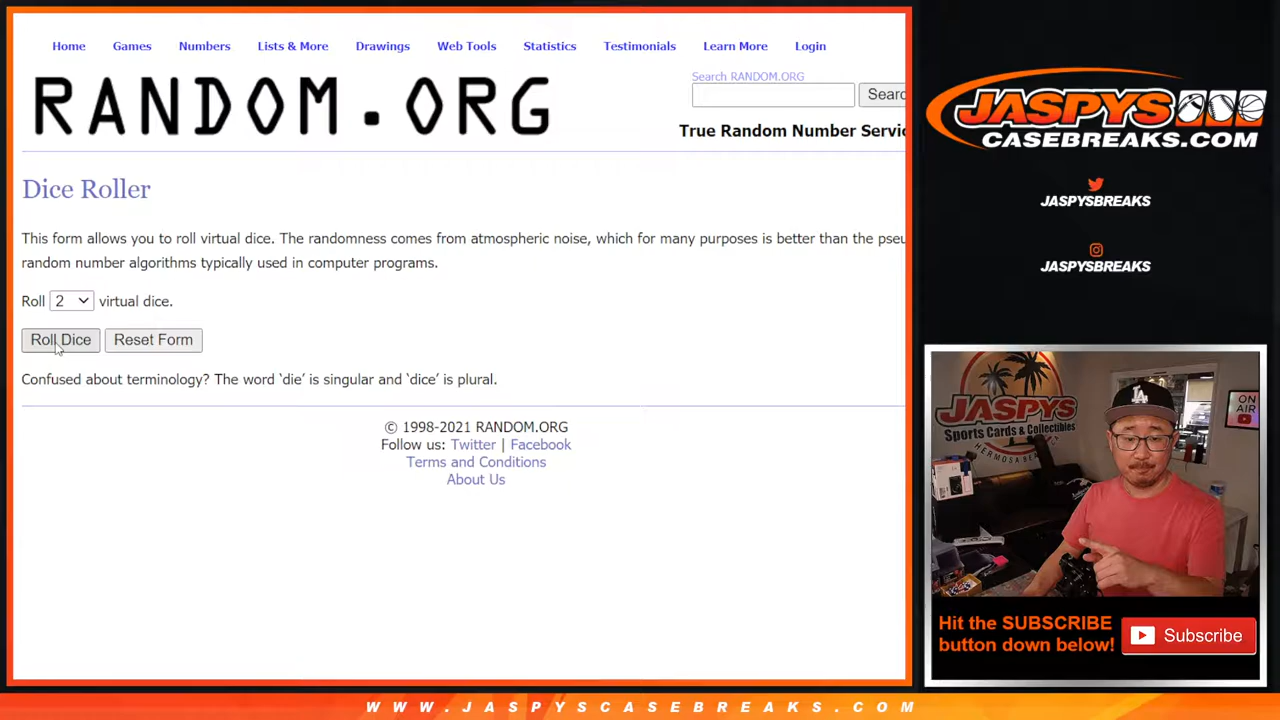 Home Games Numbers Lists & More Drawings Web Tools Statistics Testimonials Learn More Login
Search RANDOM.ORG
RANDOM.ORG
Searc
True Random Number Servic
Dice Roller
This form allows you to roll virtual dice. The randomness comes from atmospheric noise, which for many purposes is better than the pseu
random number algorithms typically used in computer programs.
Roll 2 virtual dice.
Roll Dice Reset Form
Confused about terminology? The word ‘die’ is singular and ‘dice’ is plural.
© 1998-2021 RANDOM.ORG
Follow us: Twitter | Facebook
Terms and Conditions
About Us
JASPYS
CASEBREAKS.COM
JASPYSBREAKS
JASPYSBREAKS
JASPYS
Sports Cards & Collectibles
HERMOSA BEACH
LA
ON
AIR
Hit the SUBSCRIBE
button down below!
Subscribe
WWW.JASPYSCASEBREAKS.COM